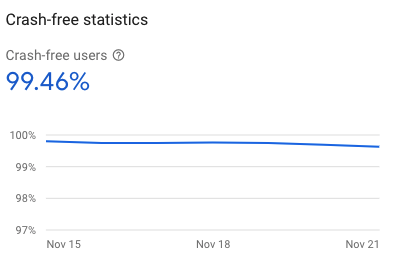 Crash-free statistics
Crash-free users ?
99.46%
100%
99%
98%
97%
Nov 15 Nov 18 Nov 21